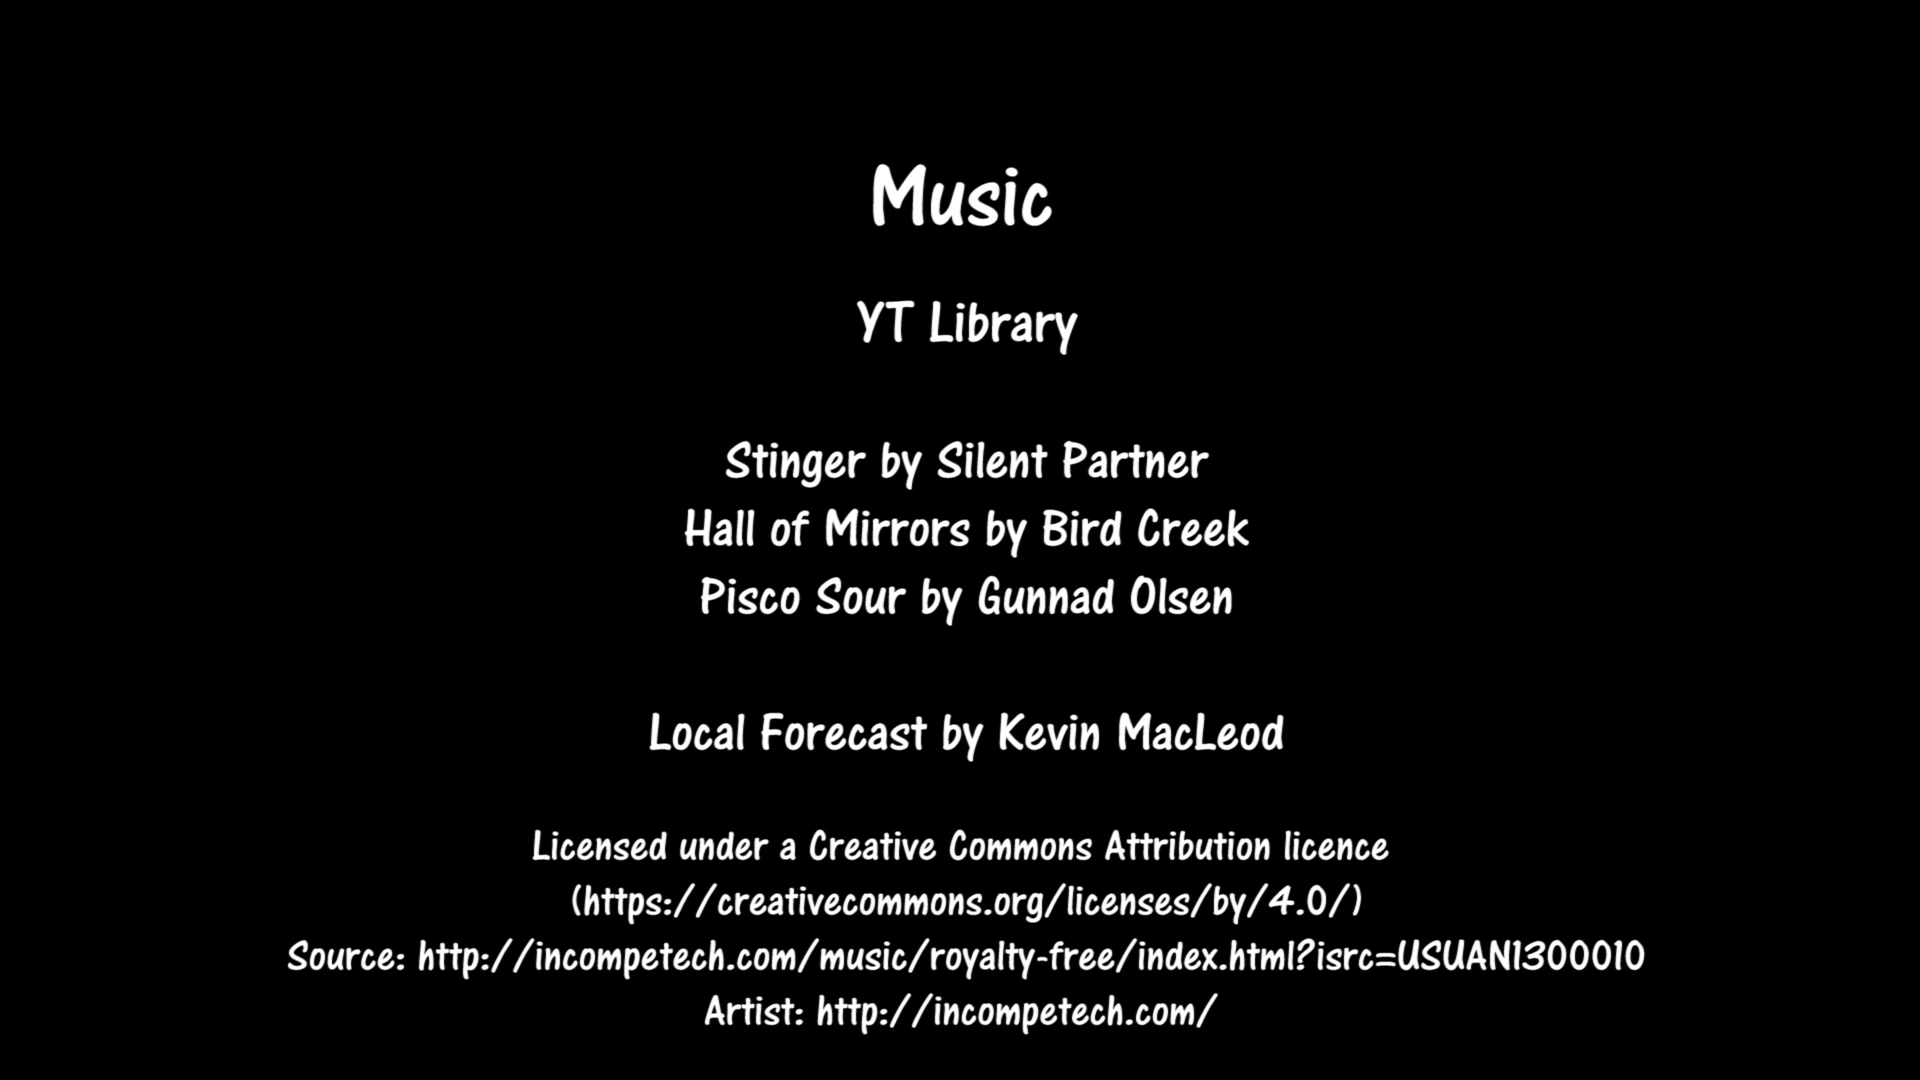 Music
YT Library
Stinger by Silent Partner
Hall of Mirrors by Bird Creek
Pisco Sour by Gunnad Olsen
Local Forecast by Kevin MacLeod
Licensed under a Creative Commons Attribution licence
(https://creativecommons.org/licenses/by/4.0/)
Source: http://incompetech.com/music/royalty-free/index.html?isrc=USUAN1300010
Artist: http://incompetech.com/